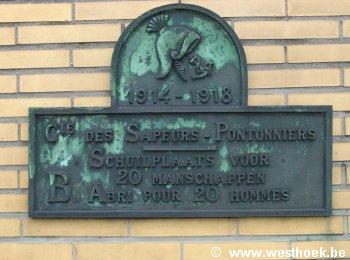 1914-1918
Cie DES SAPEURS-PONTONNIERS
SCHUILPLAATS VOOR
20 MANSCHAPPEN
B ABRI POUR 20 HOMMES
© www.westhoek.be